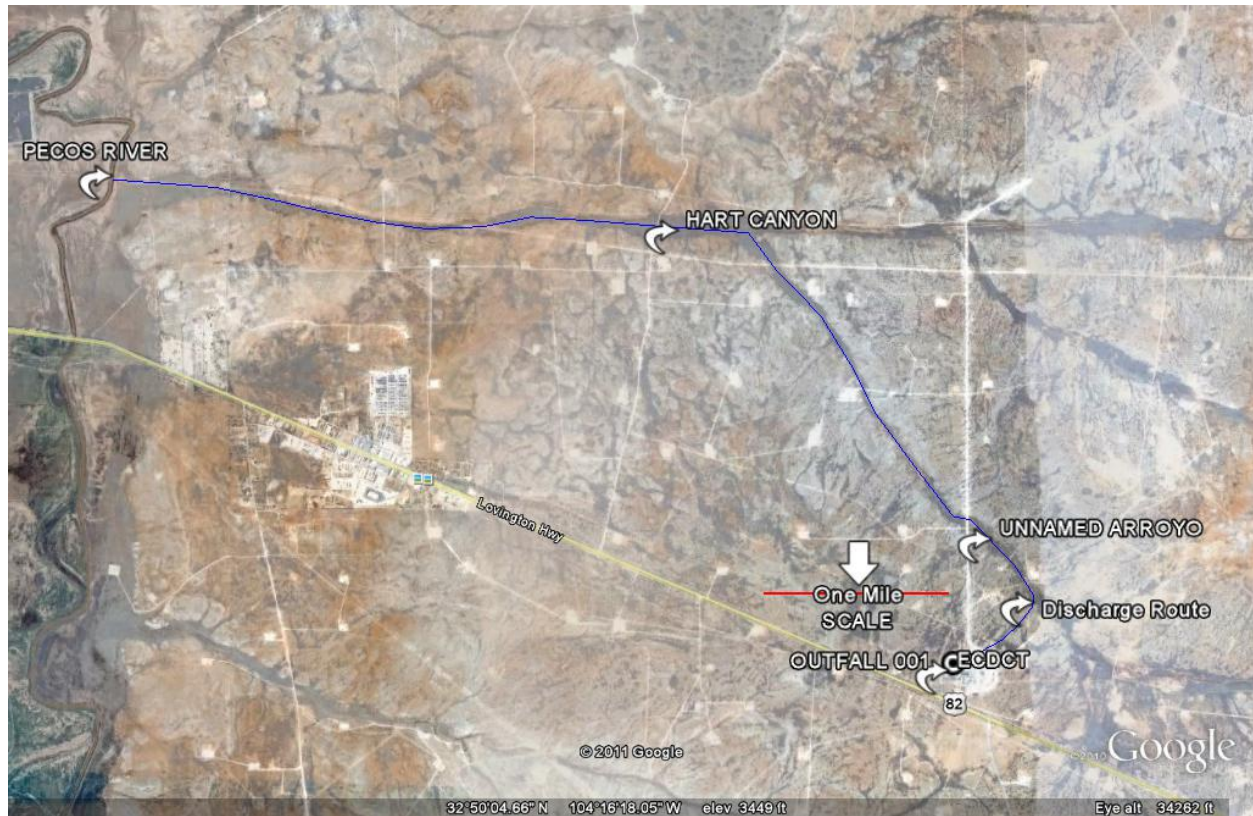 PECOS RIVER
HART CANYON
Lovington Hwy
UNNAMED ARROYO
One Mile
SCALE
Discharge Route
OUTFALL 001
ECDCT
82
© 2011 Google
©2010 Google
32°50'04.66" N 104°16'18.05" W elev 3449 ft
Eye alt 34262 ft